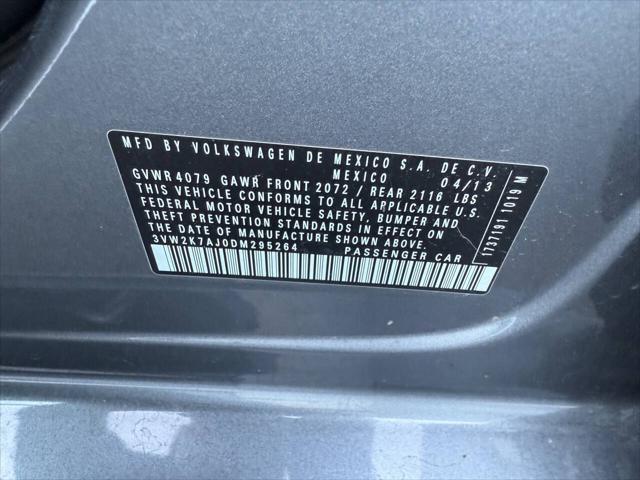 MFD BY VOLKSWAGEN DE MEXICO S.A. DE C.V.
MEXICO 04/13
GVWR 4079 GAWR FRONT 2072 / REAR 2116 LBS
THIS VEHICLE CONFORMS TO ALL APPLICABLE U.S.
FEDERAL MOTOR VEHICLE SAFETY, BUMPER AND
THEFT PREVENTION STANDARDS IN EFFECT ON
THE DATE OF MANUFACTURE SHOWN ABOVE.
3VW2K7AJ0DM295264 PASSENGER CAR
1737191 1019 M